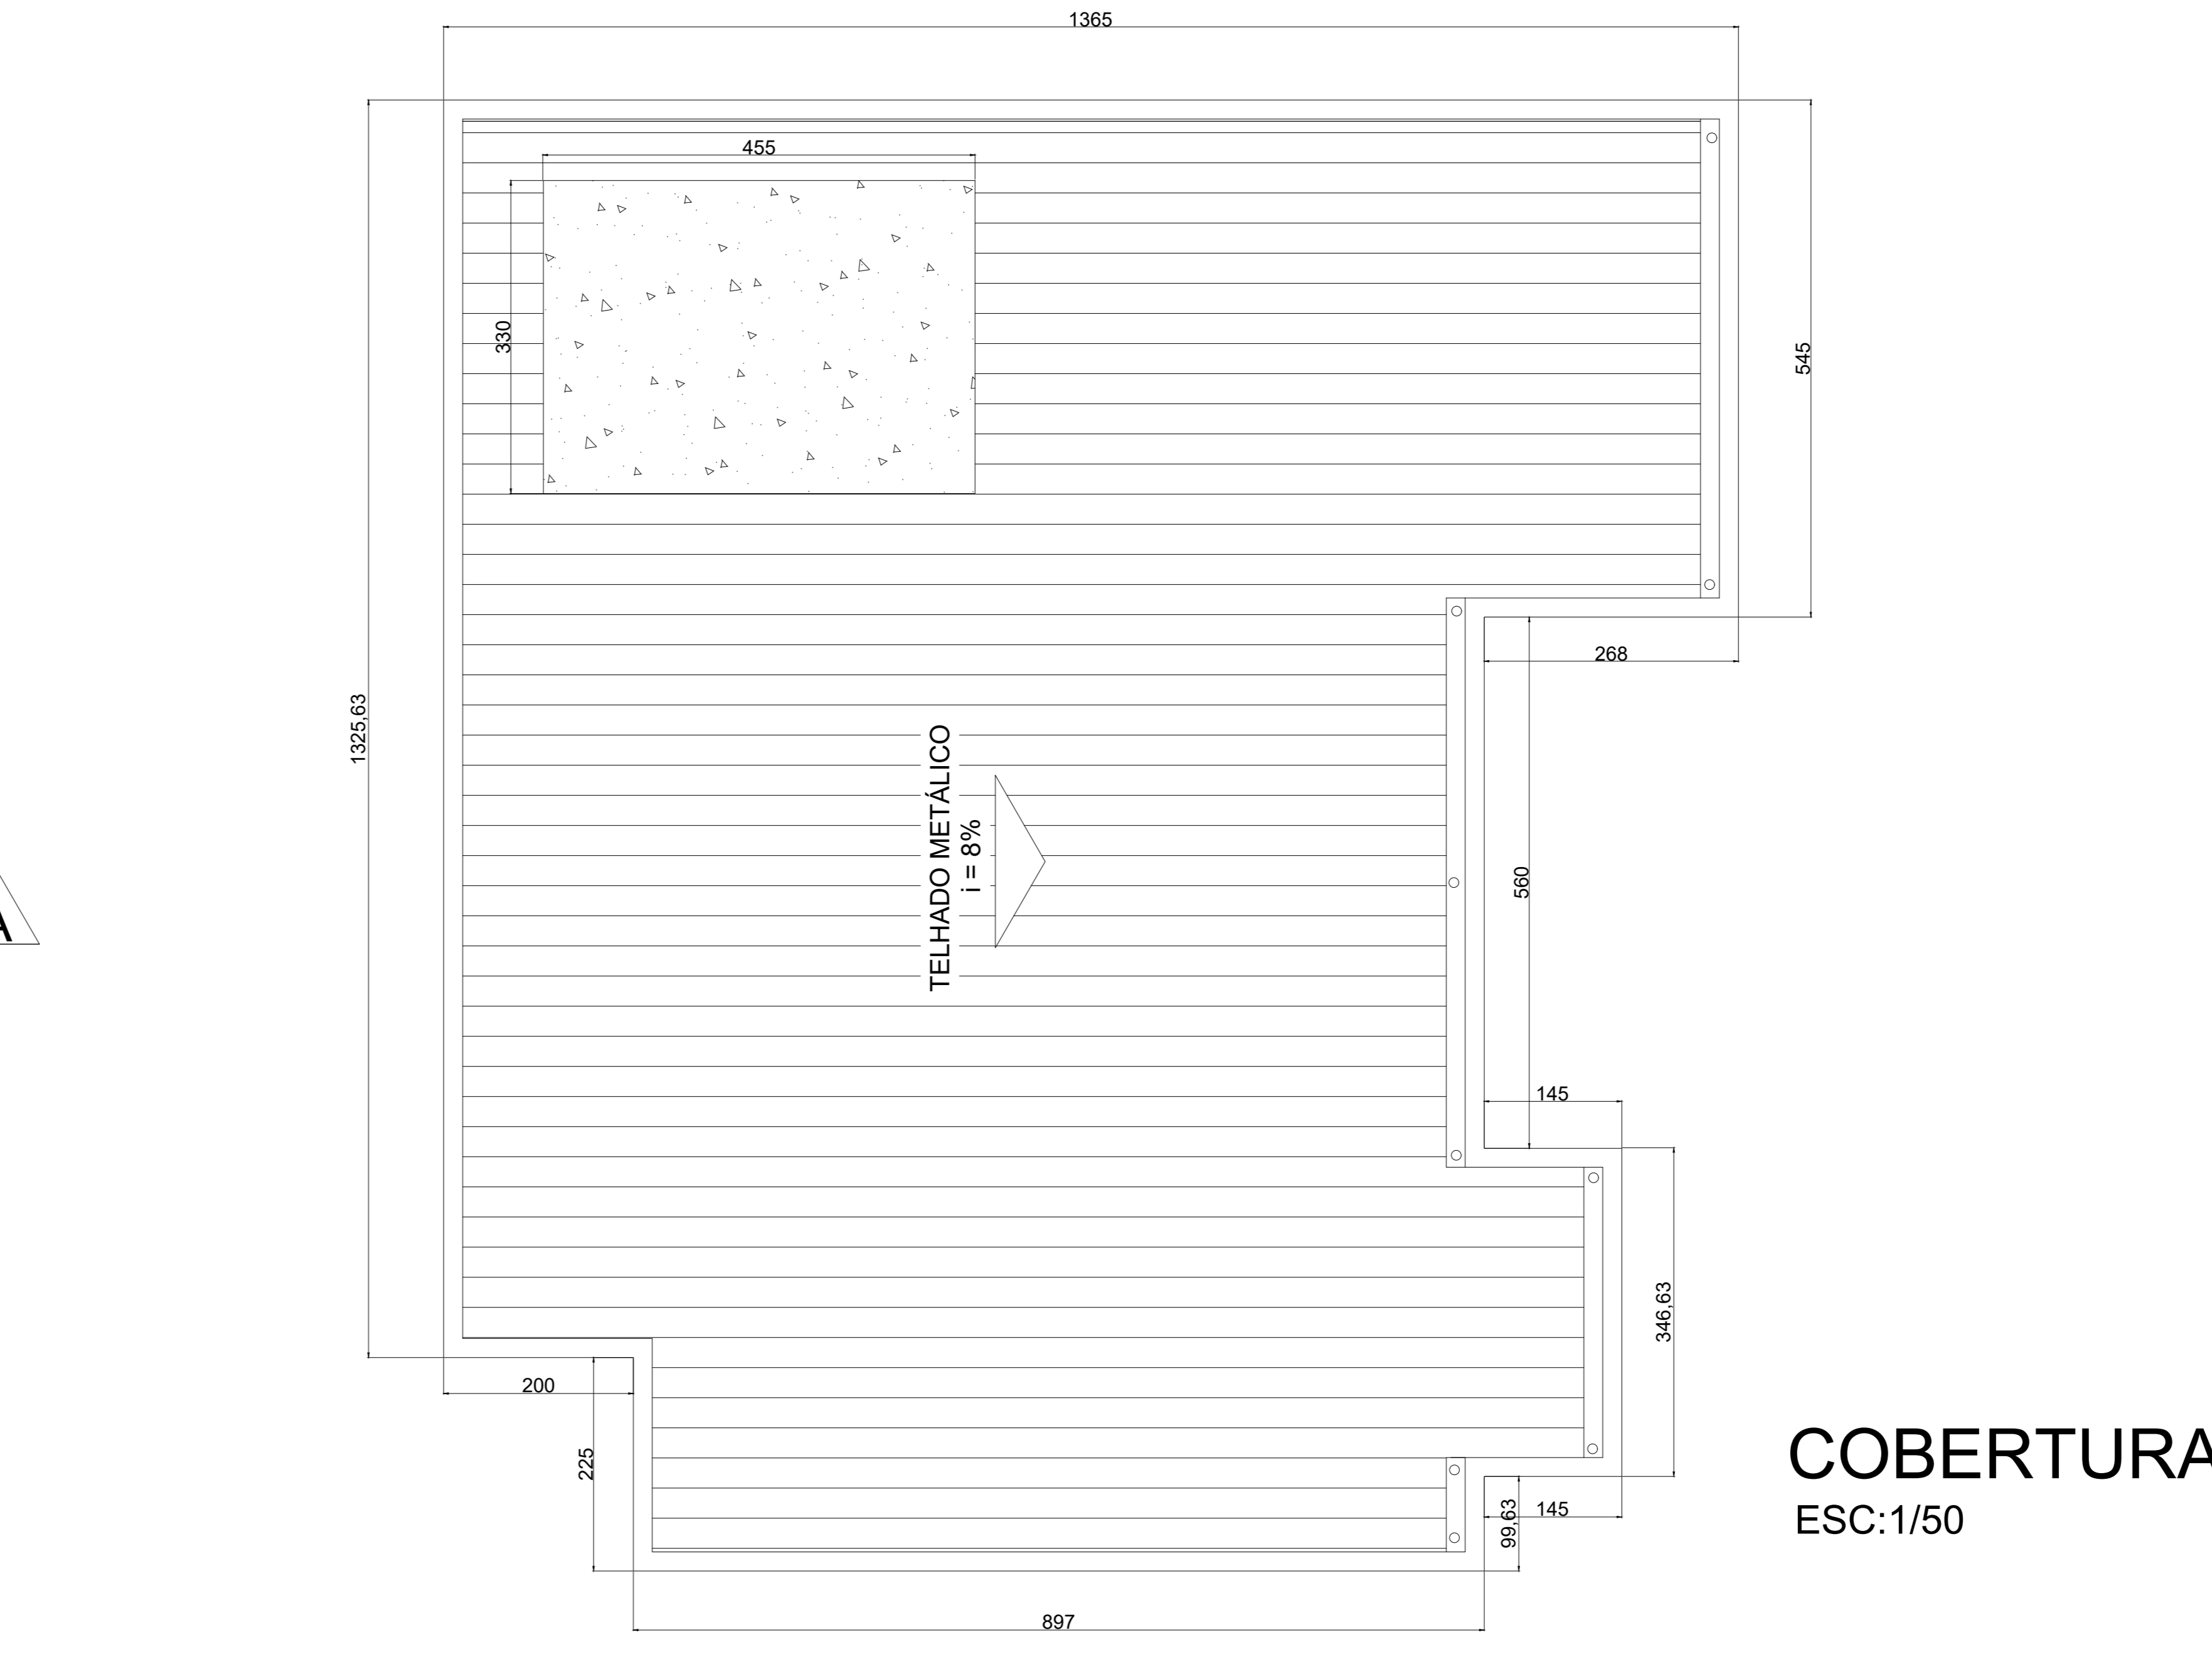 1365
455
330
545
268
1325,63
TELHADO METÁLICO
i = 8%
560
145
346,63
200
225
99,63
145
897
A
COBERTURA
ESC:1/50